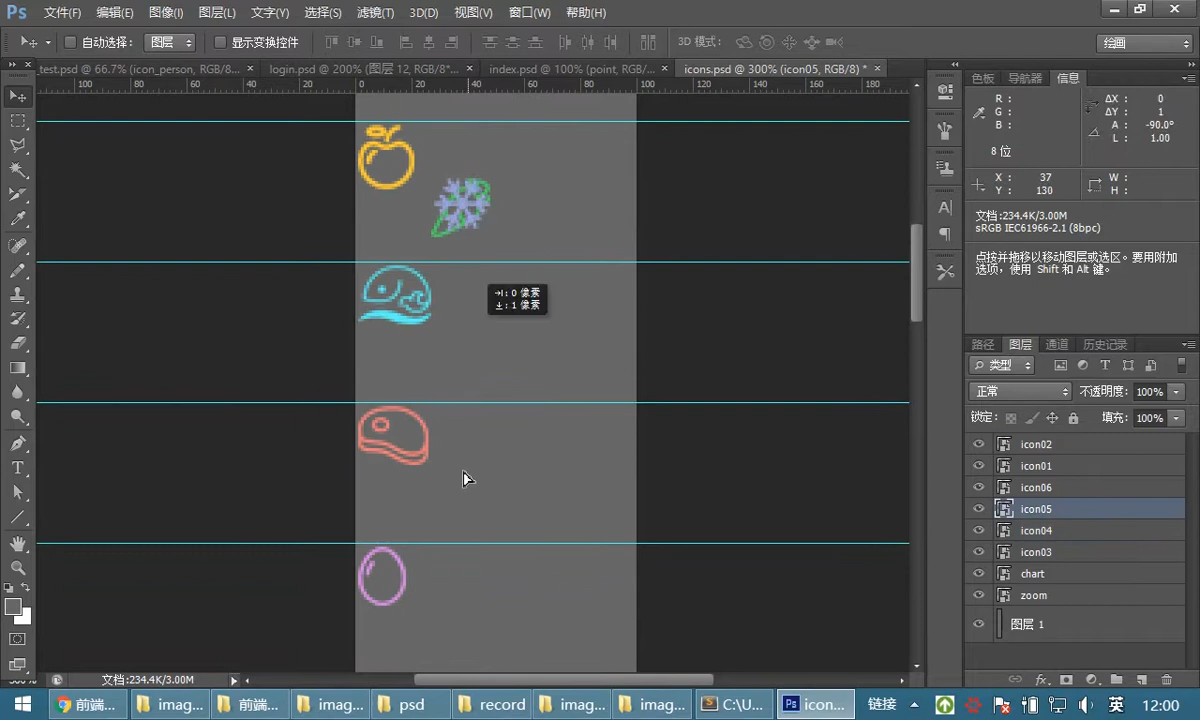 Ps 文件(F) 编辑(E) 图像(I) 图层(L) 文字(Y) 选择(S) 滤镜(T) 3D(D) 视图(V) 窗口(W) 帮助(H)
自动选择: 图层 显示变换控件 3D 模式: 绘画
test.psd @ 66.7% (icon_person, RGB/8... × login.psd @ 200% (图层 12, RGB/8*... × index.psd @ 100% (point, RGB/... × icons.psd @ 300% (icon05, RGB/8) * ×
100 80 60 40 20 0 20 40 60 80 100 120 140 160 180
色板 导航器 信息
R :
G :
B :
8 位
ΔX : 0
ΔY : 1
A : -90.0°
L : 1.00
X : 37
Y : 130
W :
H :
文档:234.4K/3.00M
sRGB IEC61966-2.1 (8bpc)
点按并拖移以移动图层或选区。要用附加
选项，使用 Shift 和 Alt 键。
→I: 0 像素
↓: 1 像素
路径 图层 通道 历史记录
类型
正常 不透明度: 100%
锁定: 填充: 100%
icon02
icon01
icon06
icon05
icon04
icon03
chart
zoom
图层 1
文档:234.4K/3.00M
前端... imag... 前端... imag... psd record imag... imag... C:\U... icon... 链接 英 12:00